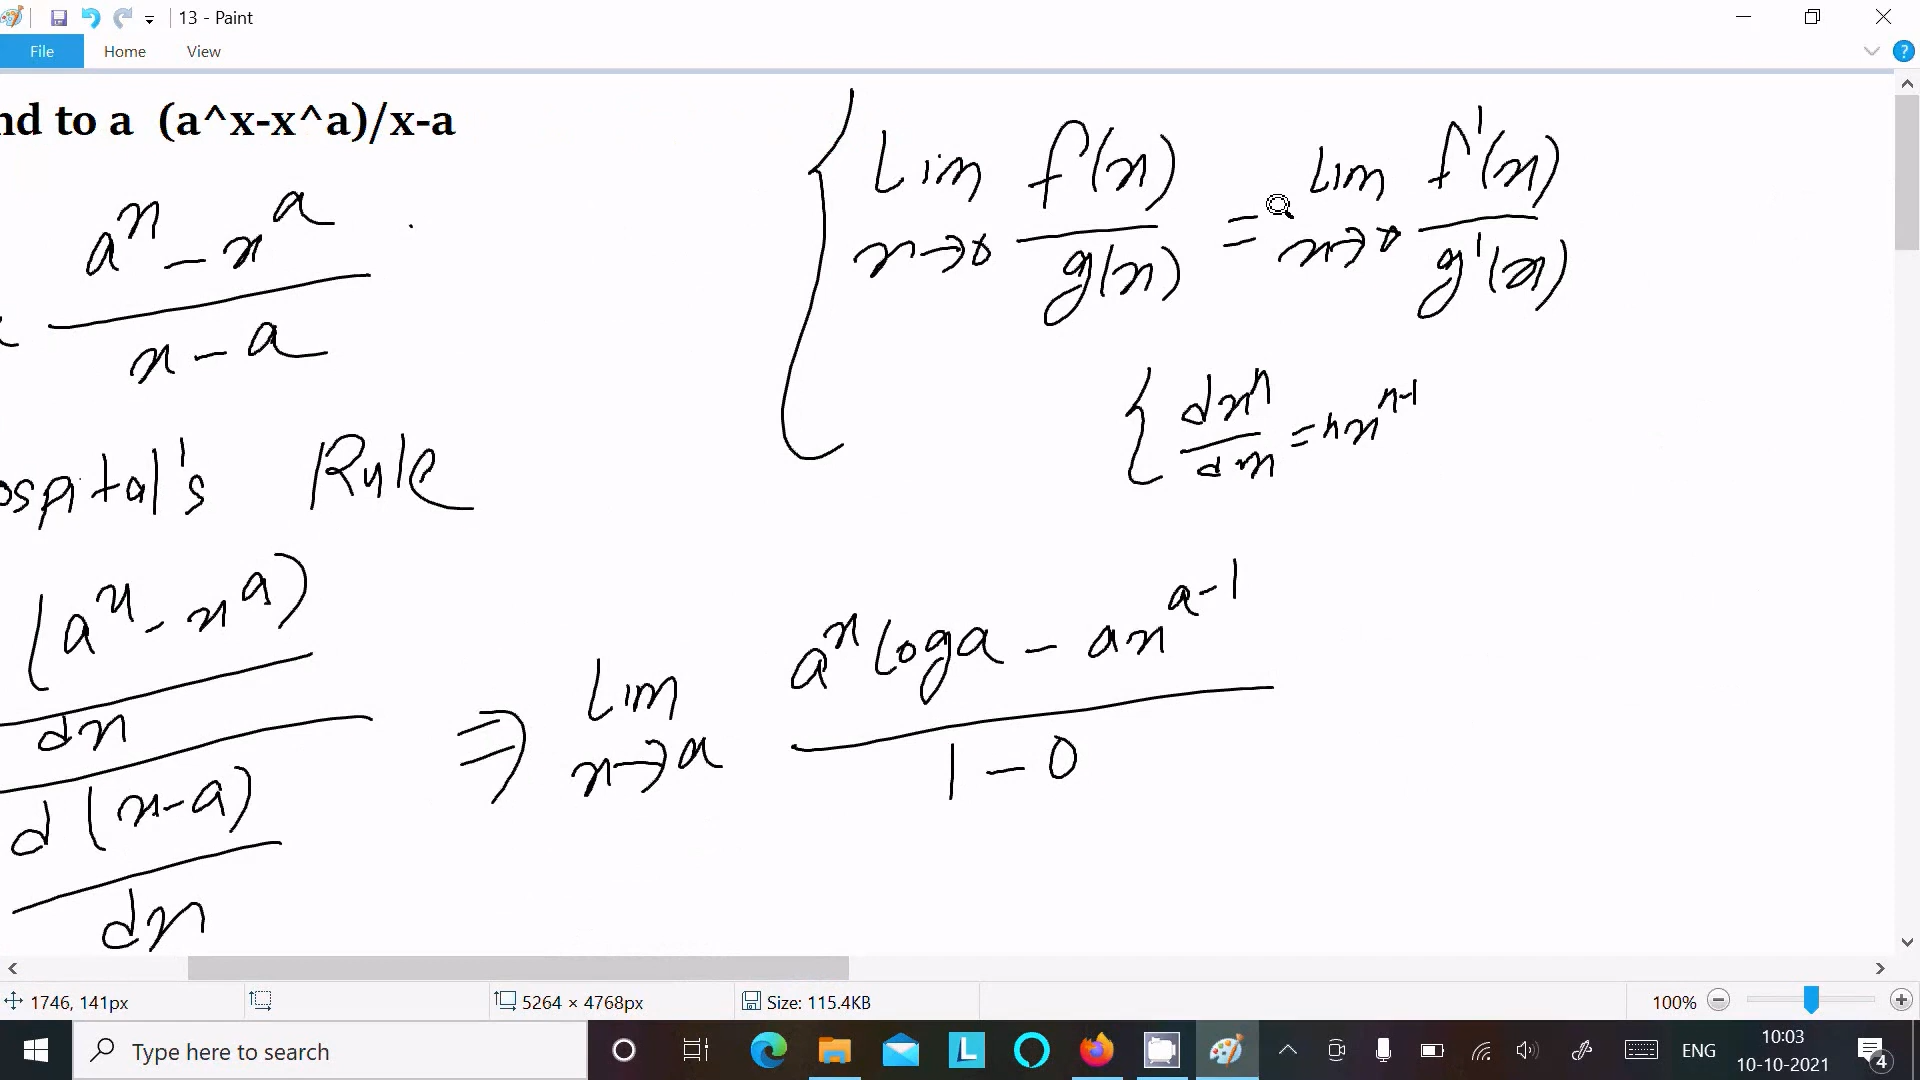 13 - Paint
File Home View
nd to a (a^x-x^a)/x-a
Lim f(x) = Lim f'(x)
x→0 g(x) x→0 g'(x)
a^x - x^a
x - a
dx^n = nx^(n-1)
dx
ospital's Rule
(a^x - x^a)
dx
d(x-a)
dx
⇒ Lim a^x log a - ax^(a-1)
x→a 1 - 0
1746, 141px 5264 × 4768px Size: 115.4KB 100%
Type here to search
L
ENG
10:03
10-10-2021
4